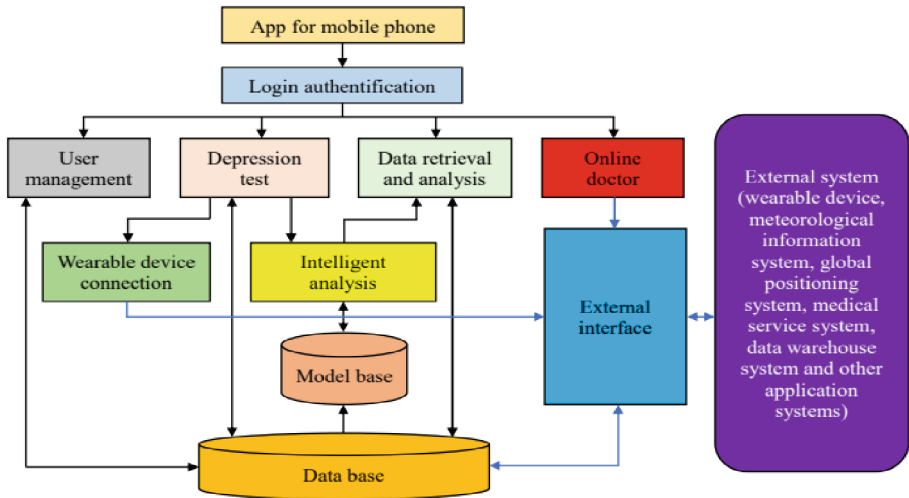 App for mobile phone
Login authentification
User
management
Depression
test
Data retrieval
and analysis
Online
doctor
External system
(wearable device,
meteorological
information
system, global
positioning
system, medical
service system,
data warehouse
system and other
application
systems)
Wearable device
connection
Intelligent
analysis
External
interface
Model base
Data base